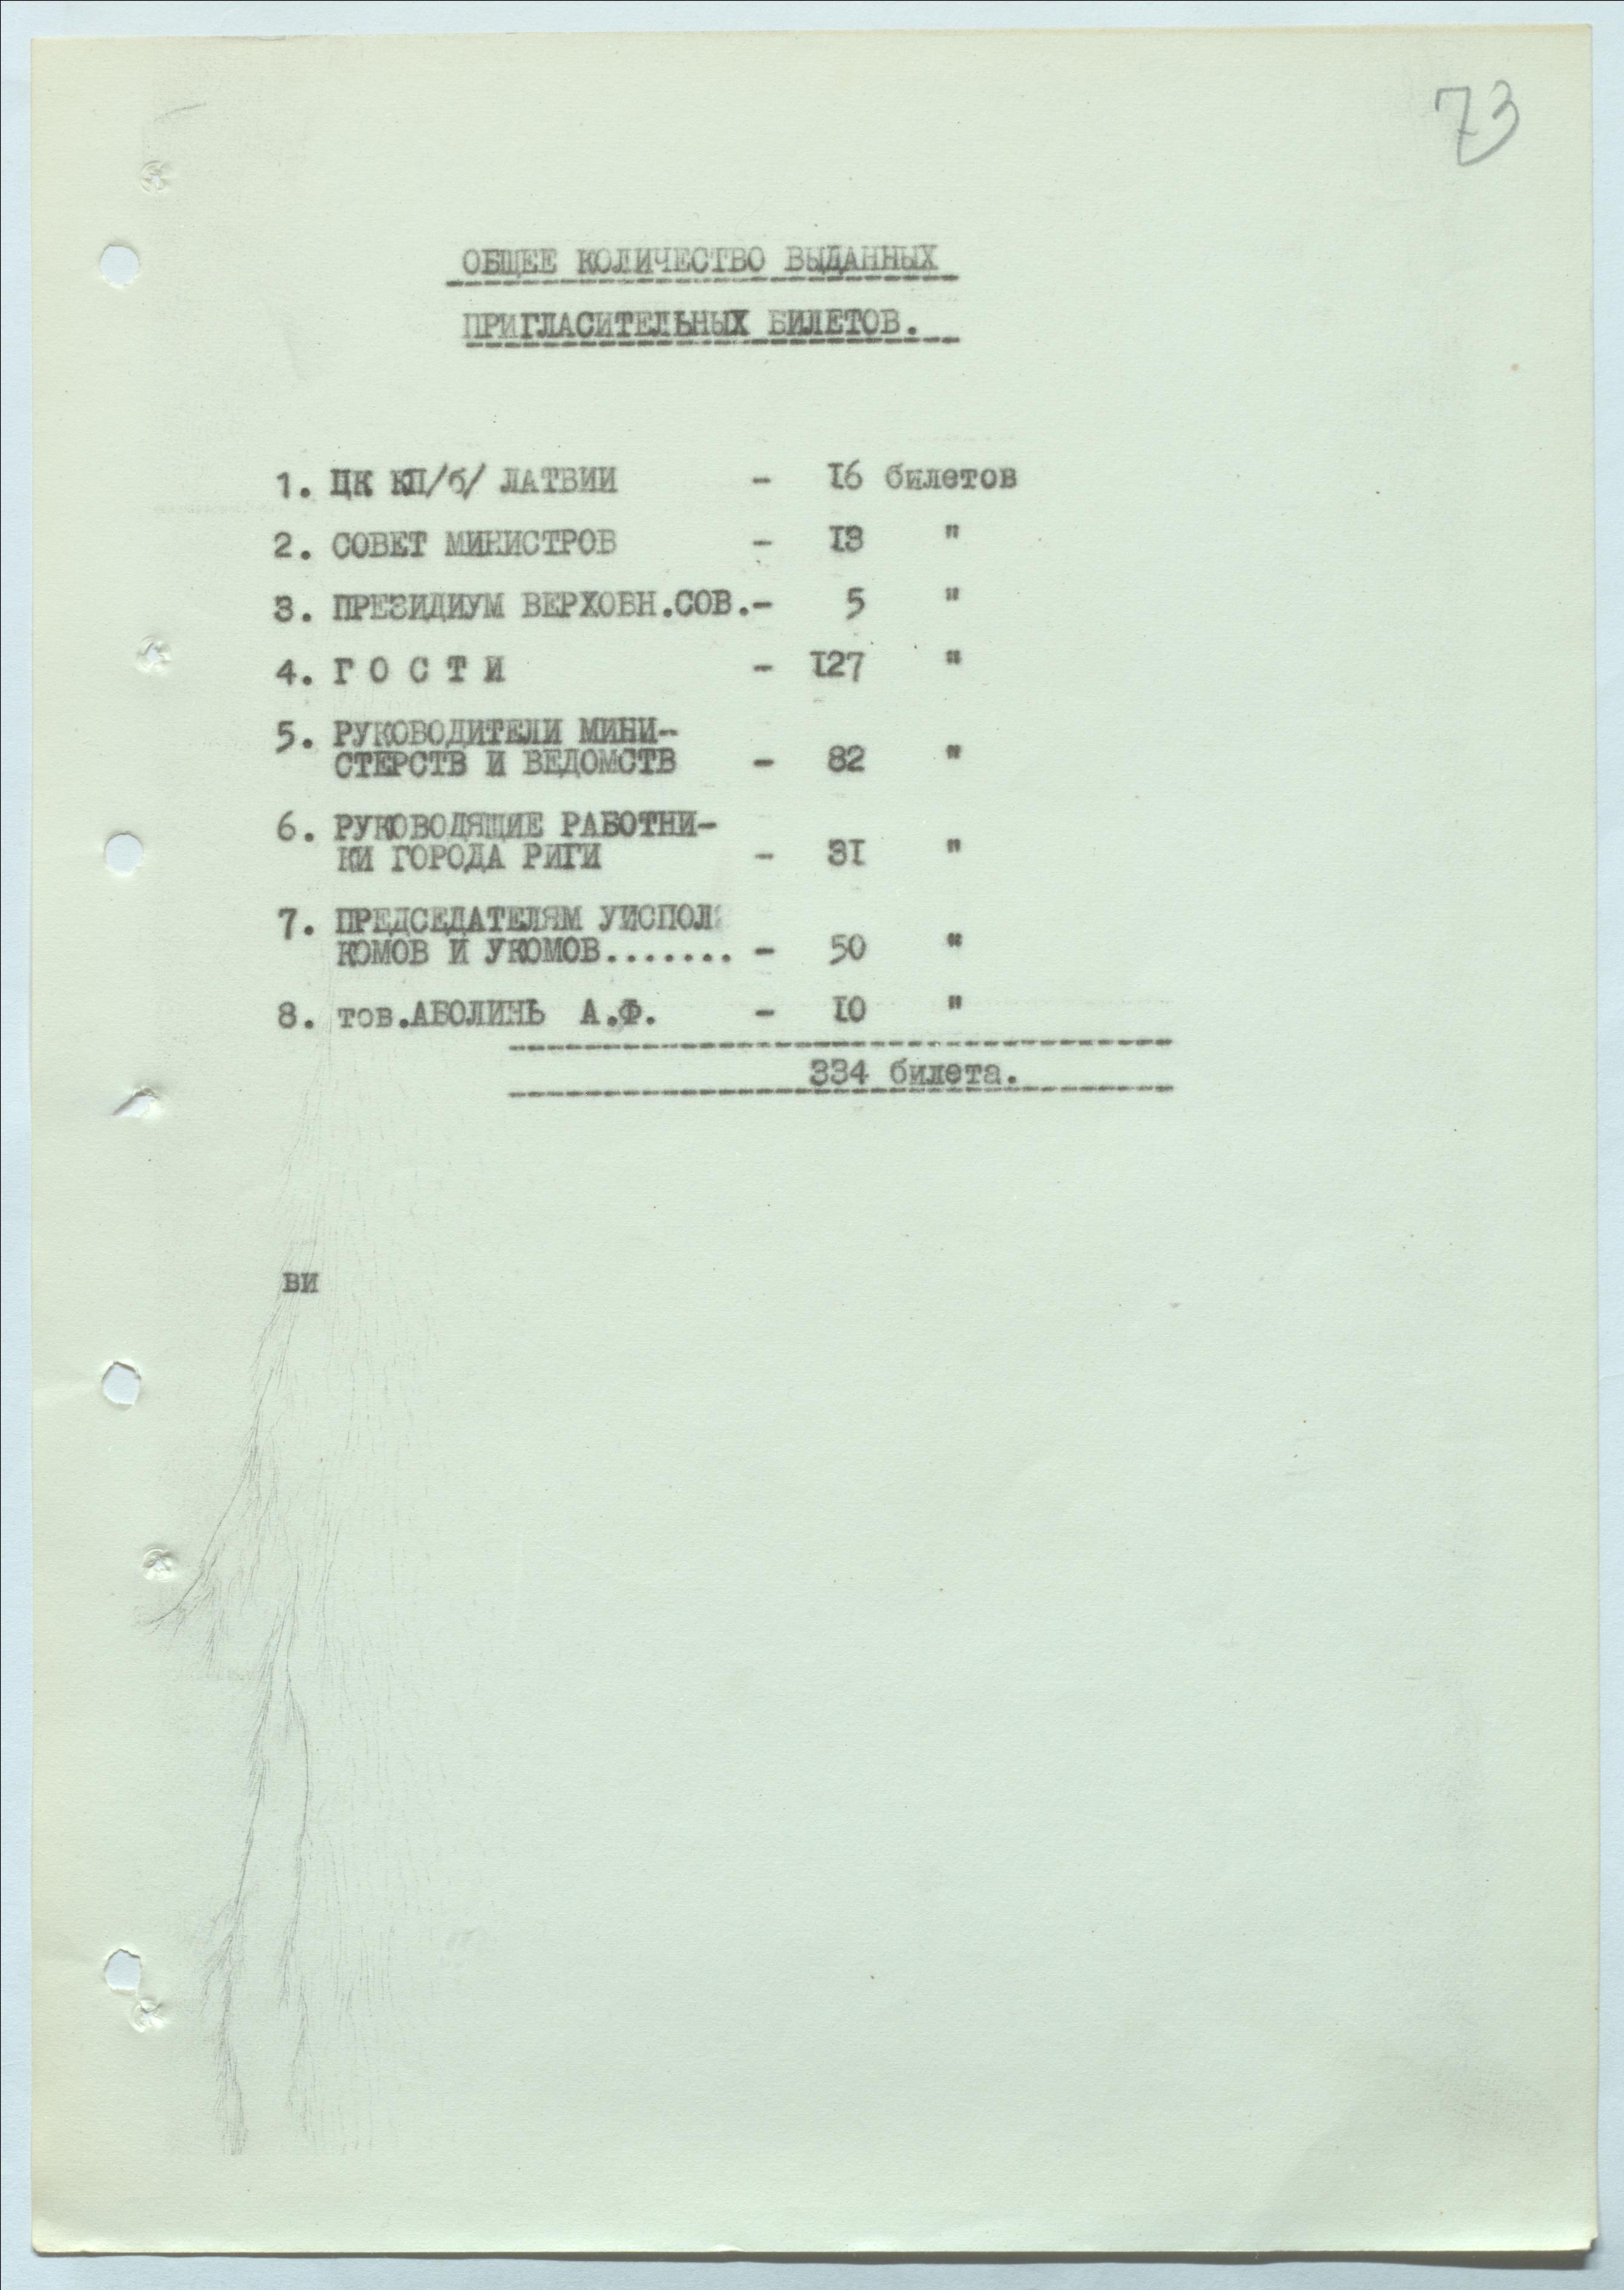 73
ОБЩЕЕ КОЛИЧЕСТВО ВЫДАННЫХ
ПРИГЛАСИТЕЛЬНЫХ БИЛЕТОВ.
1. ЦК КП/б/ ЛАТВИИ - 16 билетов
2. СОВЕТ МИНИСТРОВ - 13 "
3. ПРЕЗИДИУМ ВЕРХОВН.СОВ.- 5 "
4. Г О С Т И - 127 "
5. РУКОВОДИТЕЛИ МИНИ-
СТЕРСТВ И ВЕДОМСТВ - 82 "
6. РУКОВОДЯЩИЕ РАБОТНИ-
КИ ГОРОДА РИГИ - 31 "
7. ПРЕДСЕДАТЕЛЯМ УИСПОЛ
КОМОВ И УКОМОВ....... - 50 "
8. тов.АБОЛИНЬ А.Ф. - 10 "
334 билета.
ВИ